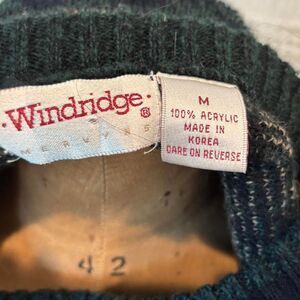 ·Windridge·®
M
100% ACRYLIC
MADE IN
KOREA
CARE ON REVERSE
42